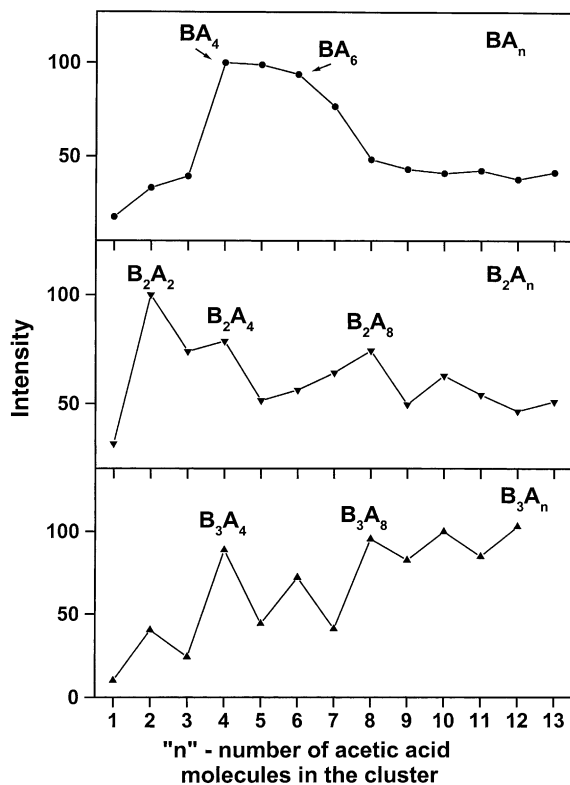 BA₄
BA₆
BAₙ
100
50
B₂A₂
B₂A₄
B₂A₈
B₂Aₙ
100
50
Intensity
B₃A₄
B₃A₈
B₃Aₙ
100
50
0
1 2 3 4 5 6 7 8 9 10 11 12 13
"n" - number of acetic acid
molecules in the cluster